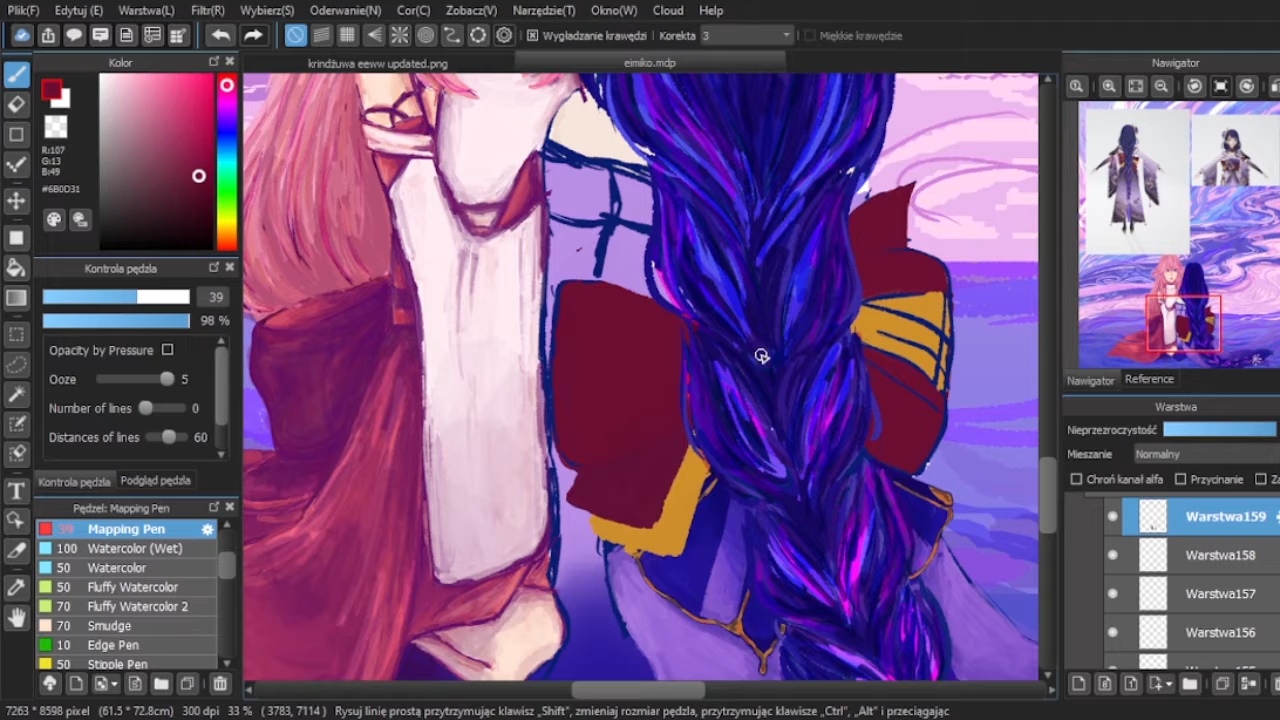 Plik(F) Edytuj (E) Warstwa(L) Filtr(R) Wybierz(S) Oderwanie(N) Cor(C) Zobacz(V) Narzędzie(T) Okno(W) Cloud Help
Wygładzanie krawędzi Korekta 3 Miękkie krawędzie
Kolor
krindżuwa eeww updated.png
eimiko.mdp
Nawigator
R:107
G:13
B:49
#6B0D31
Kontrola pędzla
39
98 %
Opacity by Pressure
Ooze 5
Number of lines 0
Distances of lines 60
Kontrola pędzla Podgląd pędzla
Pędzel: Mapping Pen
39 Mapping Pen
100 Watercolor (Wet)
50 Watercolor
50 Fluffy Watercolor
70 Fluffy Watercolor 2
70 Smudge
10 Edge Pen
50 Stipple Pen
Nawigator Reference
Warstwa
Nieprzezroczystość
Mieszanie Normalny
Chroń kanał alfa Przycinanie
Warstwa159
Warstwa158
Warstwa157
Warstwa156
Warstwa155
7263 * 8598 pixel (61.5 * 72.8cm) 300 dpi 33 % ( 3783, 7114 ) Rysuj linię prostą przytrzymując klawisz „Shift”, zmieniaj rozmiar pędzla, przytrzymując klawisze „Ctrl”, „Alt” i przeciągając